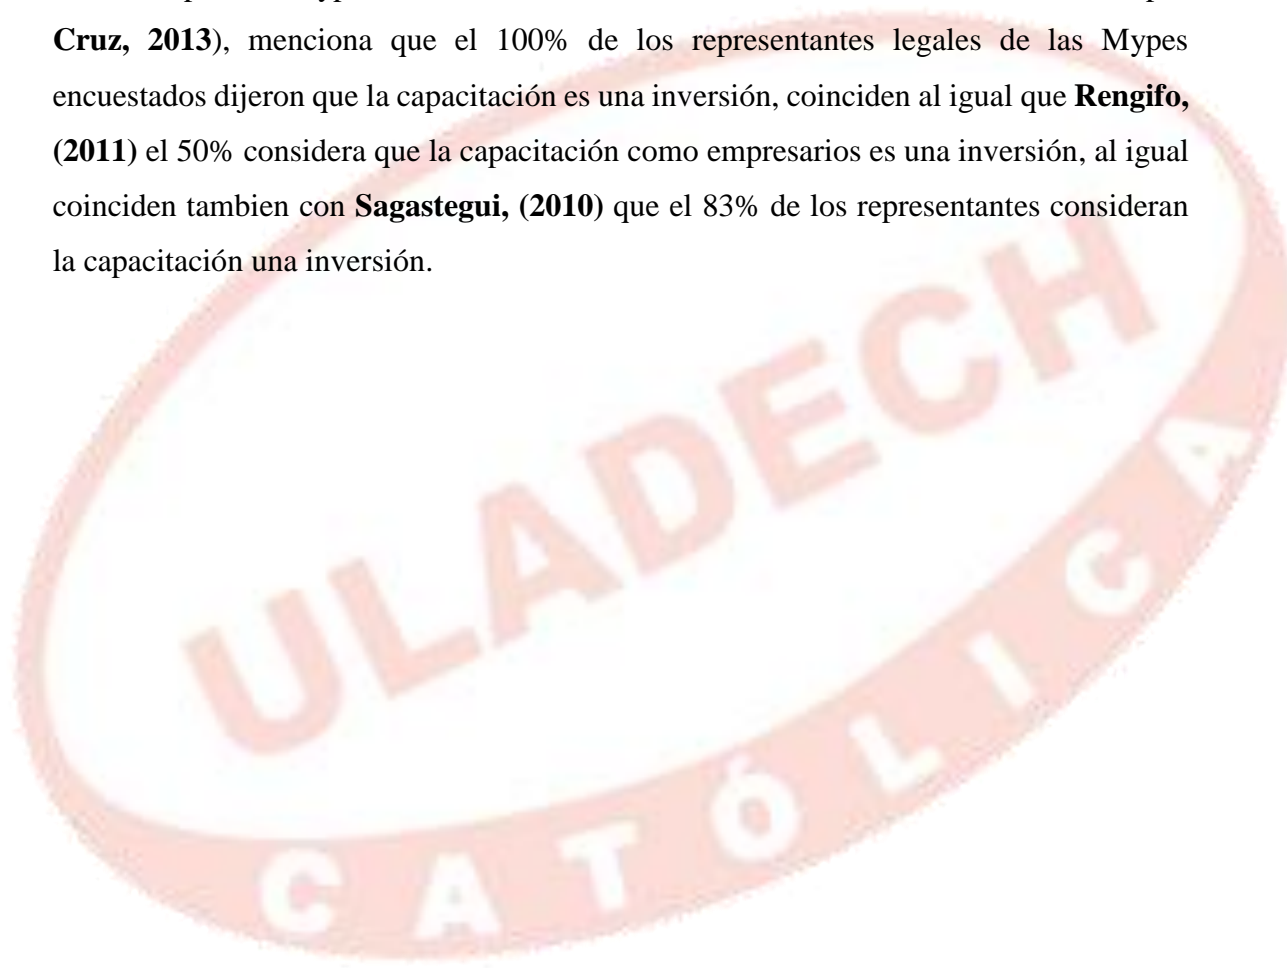 Cruz, 2013), menciona que el 100% de los representantes legales de las Mypes
encuestados dijeron que la capacitación es una inversión, coinciden al igual que Rengifo,
(2011) el 50% considera que la capacitación como empresarios es una inversión, al igual
coinciden tambien con Sagastegui, (2010) que el 83% de los representantes consideran
la capacitación una inversión.
ULADECH
CATÓLICA